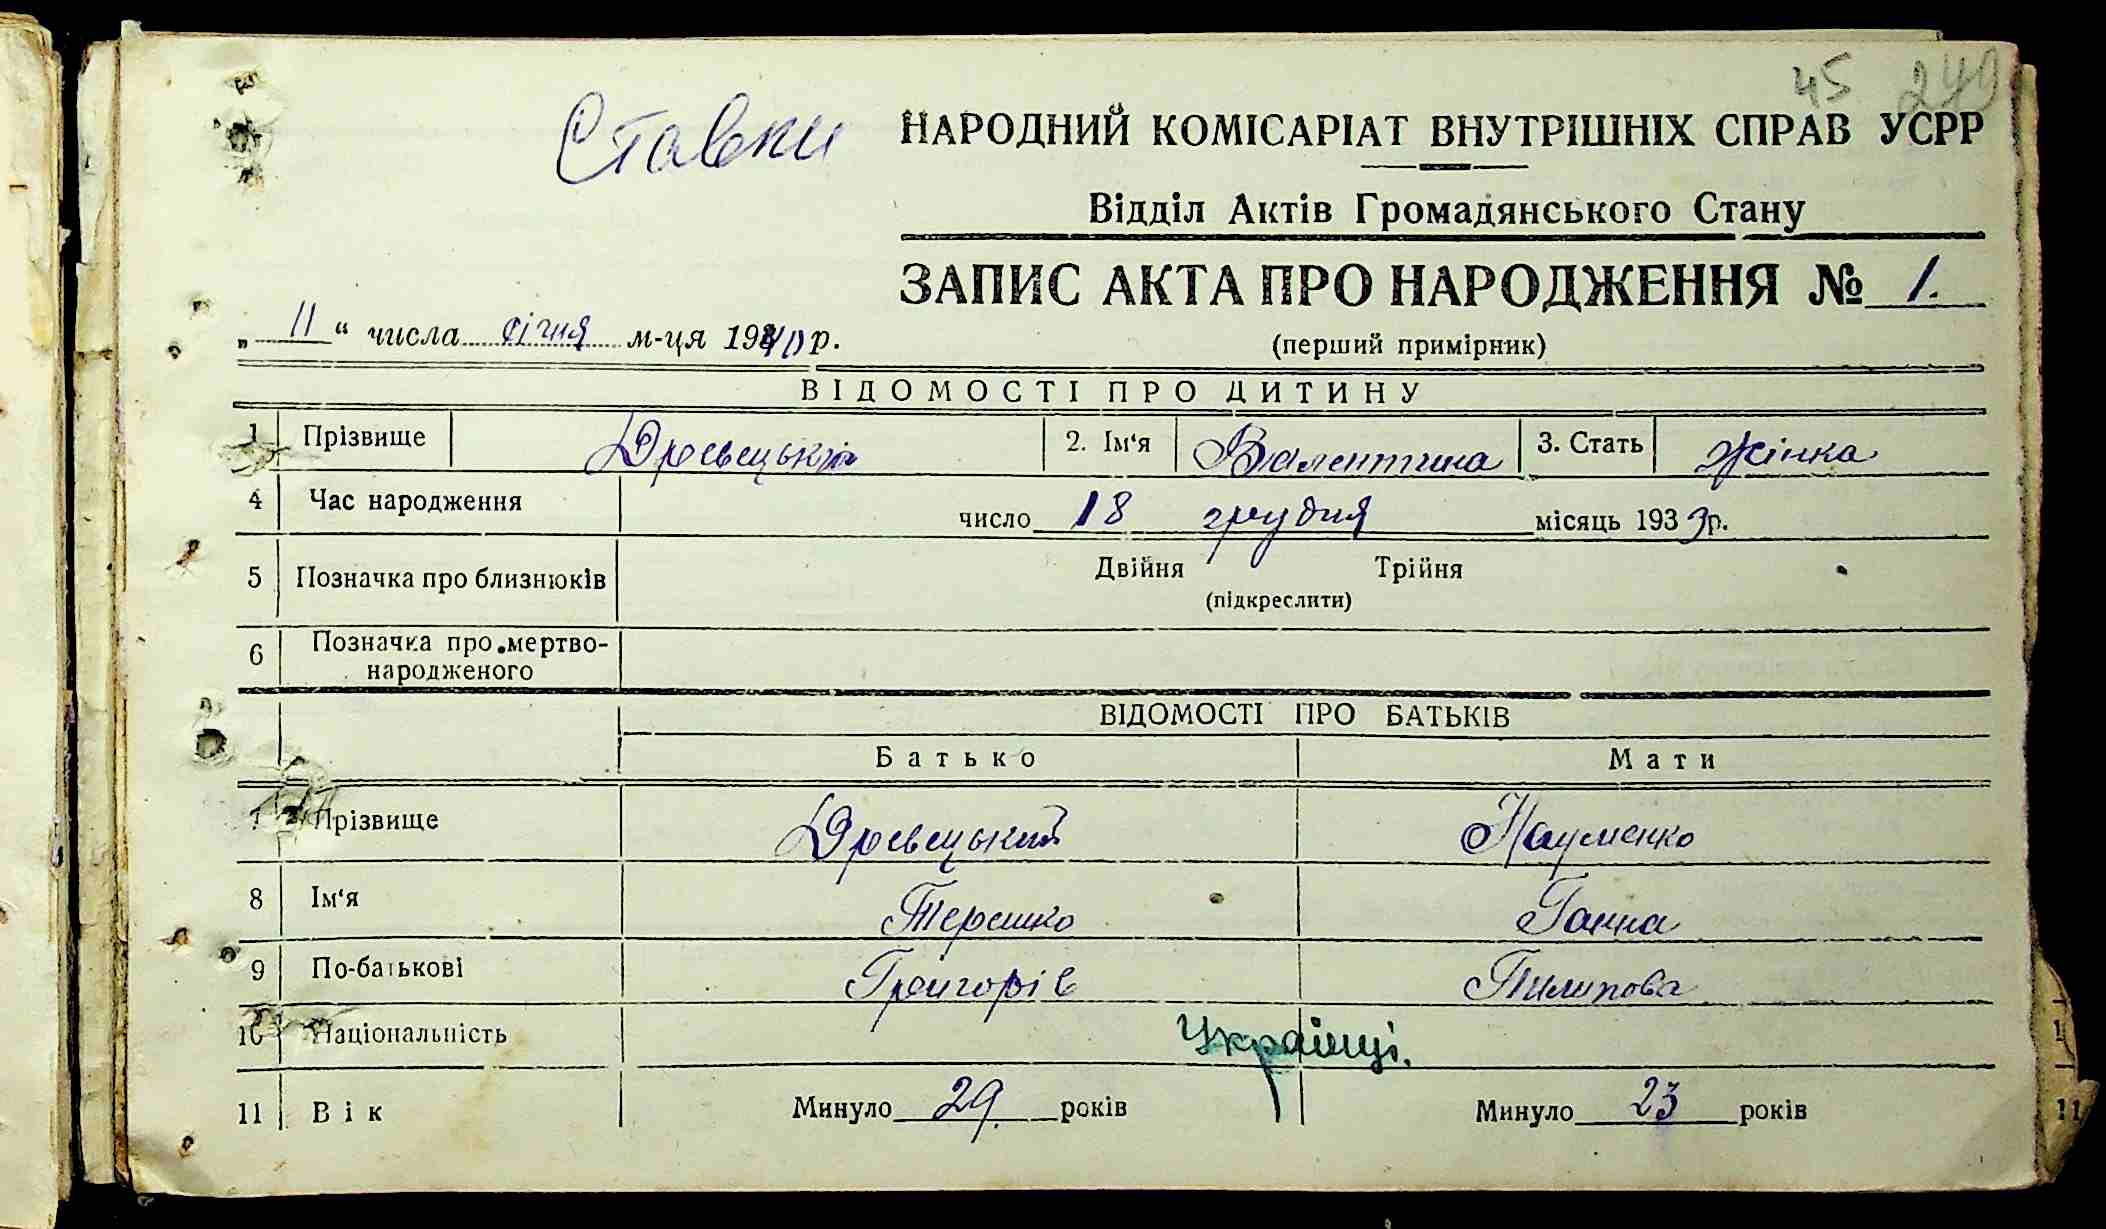 45 240
Ставки
НАРОДНИЙ КОМІСАРІАТ ВНУТРІШНІХ СПРАВ УСРР
Відділ Актів Громадянського Стану
ЗАПИС АКТА ПРО НАРОДЖЕННЯ № 1.
„ 11 “ числа січня м-ця 1940 р.
(перший примірник)
ВІДОМОСТІ ПРО ДИТИНУ
1 Прізвище Древецький 2. Ім‘я Валентина 3. Стать жінка
4 Час народження число 18 грудня місяць 1933р.
5 Позначка про близнюків Двійня Трійня
(підкреслити)
6 Позначка про мертво-
народженого
ВІДОМОСТІ ПРО БАТЬКІВ
Батько Мати
7 Прізвище Древецький Науменко
8 Ім‘я Терешко Ганна
9 По-батькові Григорів Пилипова
10 Національність Українці.
11 Вік Минуло 29 років Минуло 23 років
11